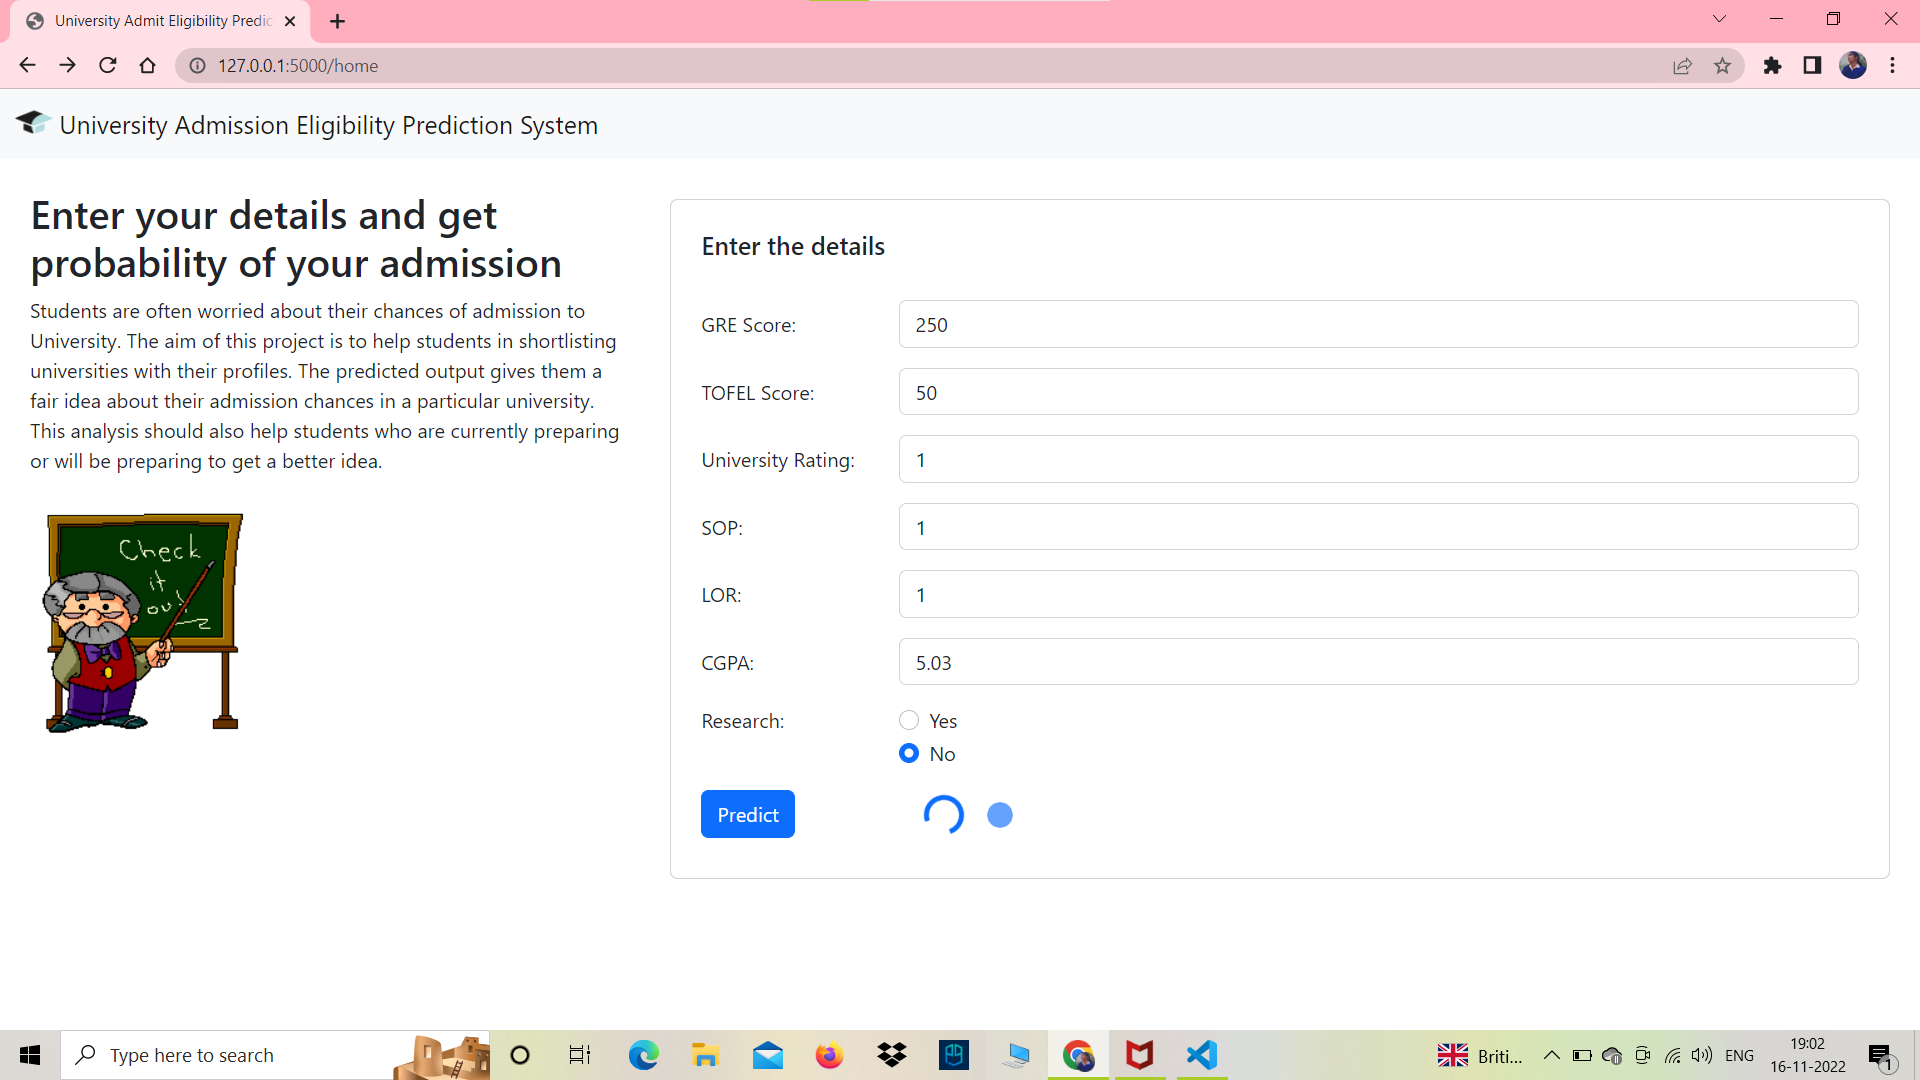 University Admit Eligibility Predic
127.0.0.1:5000/home
University Admission Eligibility Prediction System
Enter your details and get
probability of your admission
Students are often worried about their chances of admission to
University. The aim of this project is to help students in shortlisting
universities with their profiles. The predicted output gives them a
fair idea about their admission chances in a particular university.
This analysis should also help students who are currently preparing
or will be preparing to get a better idea.
Check
it
out
Enter the details
GRE Score: 250
TOFEL Score: 50
University Rating: 1
SOP: 1
LOR: 1
CGPA: 5.03
Research: Yes
No
Predict
Type here to search
Briti...
ENG
19:02
16-11-2022
1